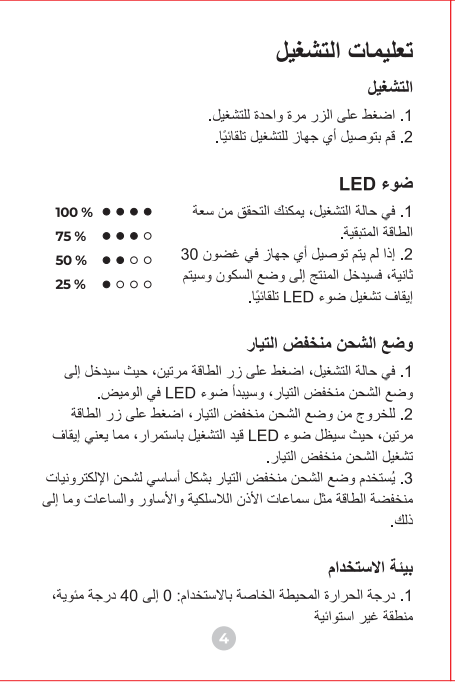 تعليمات التشغيل
التشغيل
1. اضغط على الزر مرة واحدة للتشغيل.
2. قم بتوصيل أي جهاز للتشغيل تلقائيًا.
ضوء LED
1. في حالة التشغيل، يمكنك التحقق من سعة
الطاقة المتبقية.
2. إذا لم يتم توصيل أي جهاز في غضون 30
ثانية، فسيدخل المنتج إلى وضع السكون وسيتم
إيقاف تشغيل ضوء LED تلقائيًا.
100 % ●●●●
75 % ●●●○
50 % ●●○○
25 % ●○○○
وضع الشحن منخفض التيار
1. في حالة التشغيل، اضغط على زر الطاقة مرتين، حيث سيدخل إلى
وضع الشحن منخفض التيار، وسيبدأ ضوء LED في الوميض.
2. للخروج من وضع الشحن منخفض التيار، اضغط على زر الطاقة
مرتين، حيث سيظل ضوء LED قيد التشغيل باستمرار، مما يعني إيقاف
تشغيل الشحن منخفض التيار.
3. يُستخدم وضع الشحن منخفض التيار بشكل أساسي لشحن الإلكترونيات
منخفضة الطاقة مثل سماعات الأذن اللاسلكية والأساور والساعات وما إلى
ذلك.
بيئة الاستخدام
1. درجة الحرارة المحيطة الخاصة بالاستخدام: 0 إلى 40 درجة مئوية،
منطقة غير استوائية
4